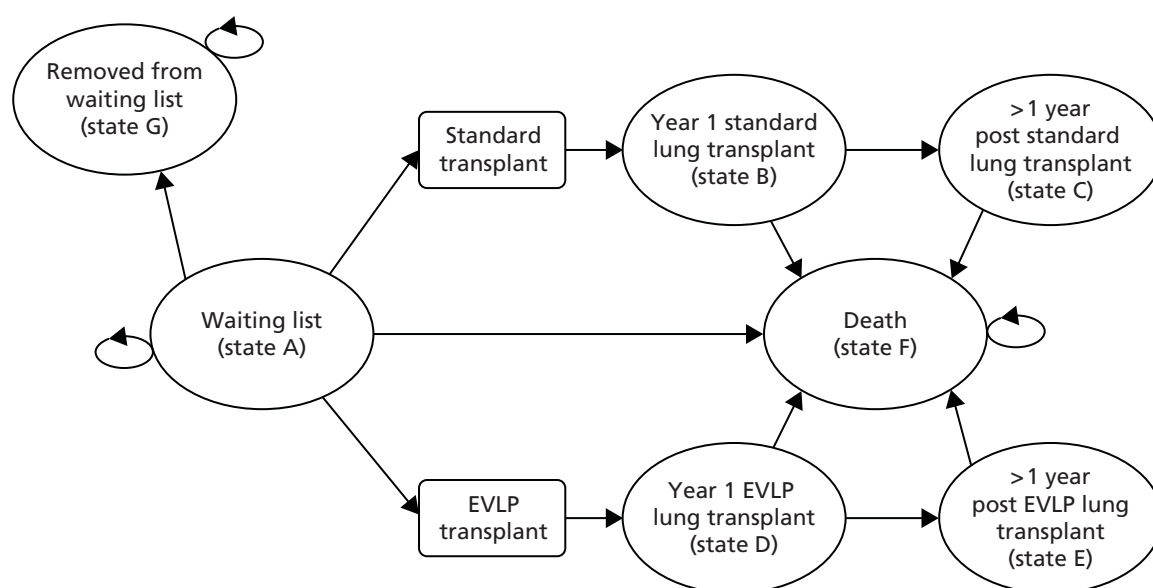 Removed from
waiting list
(state G)
Standard
transplant
Year 1 standard
lung transplant
(state B)
>1 year
post standard
lung transplant
(state C)
Waiting list
(state A)
Death
(state F)
EVLP
transplant
Year 1 EVLP
lung transplant
(state D)
>1 year
post EVLP lung
transplant
(state E)